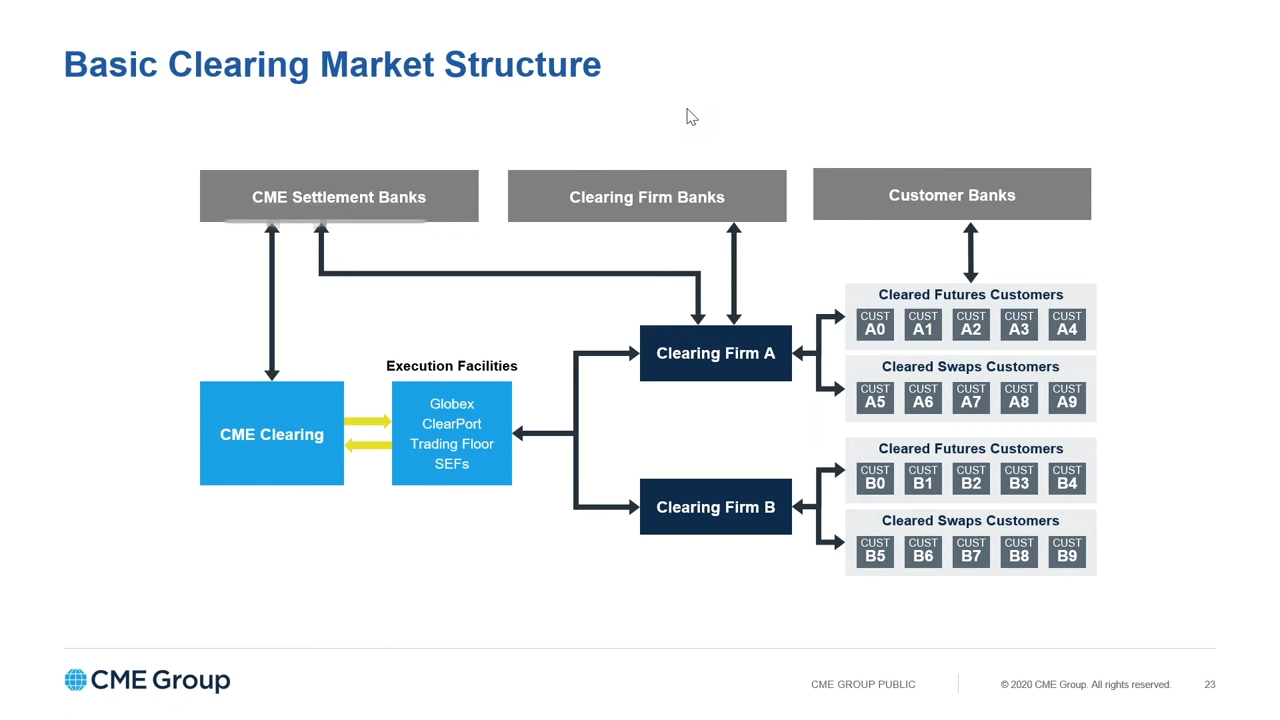 Basic Clearing Market Structure
CME Settlement Banks
Clearing Firm Banks
Customer Banks
Cleared Futures Customers
CUST CUST CUST CUST CUST
A0 A1 A2 A3 A4
Clearing Firm A
Execution Facilities
Cleared Swaps Customers
CUST CUST CUST CUST CUST
A5 A6 A7 A8 A9
CME Clearing
Globex
ClearPort
Trading Floor
SEFs
Cleared Futures Customers
CUST CUST CUST CUST CUST
B0 B1 B2 B3 B4
Clearing Firm B
Cleared Swaps Customers
CUST CUST CUST CUST CUST
B5 B6 B7 B8 B9
CME Group
CME GROUP PUBLIC
© 2020 CME Group. All rights reserved.
23